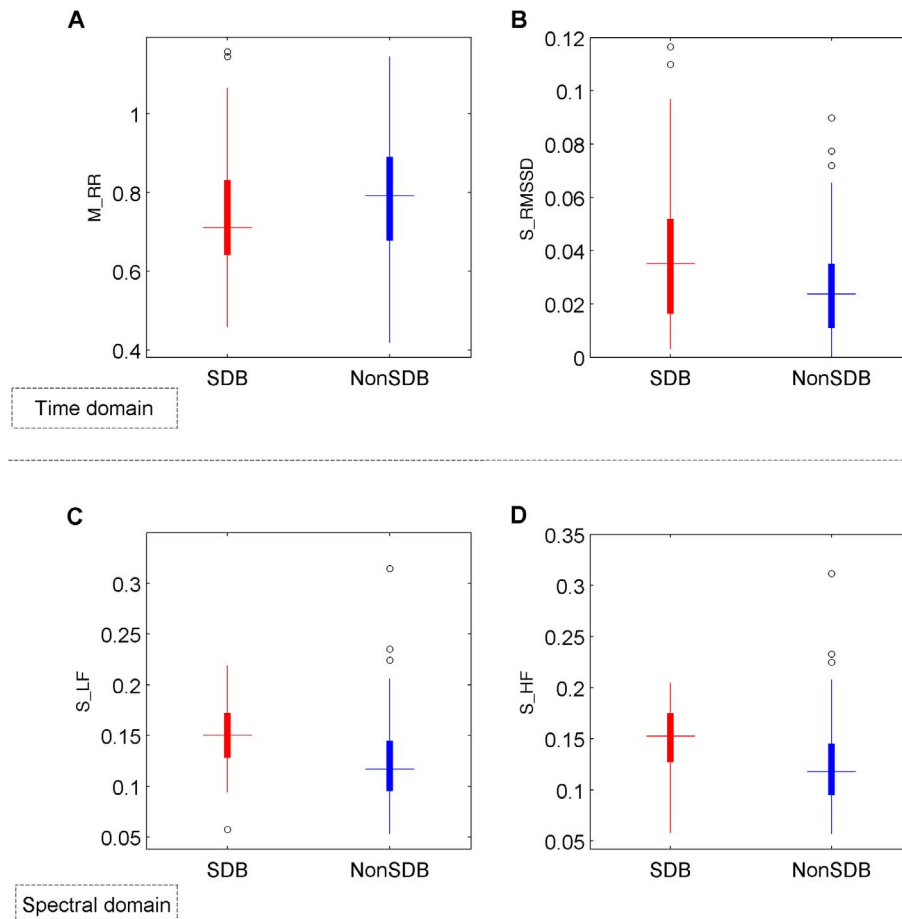 A
B
1
0.8
0.6
0.4
M_RR
SDB
NonSDB
0.12
0.1
0.08
0.06
0.04
0.02
0
S_RMSSD
SDB
NonSDB
Time domain
C
D
0.3
0.25
0.2
0.15
0.1
0.05
S_LF
SDB
NonSDB
0.35
0.3
0.25
0.2
0.15
0.1
0.05
S_HF
SDB
NonSDB
Spectral domain